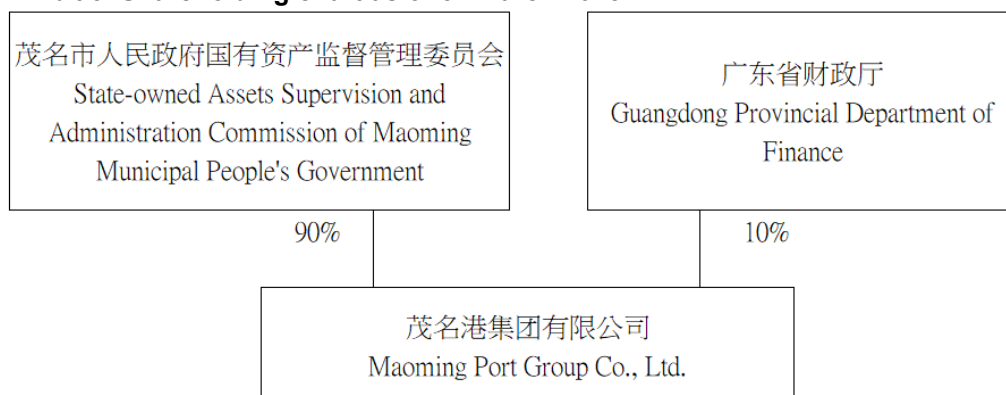 茂名市人民政府国有资产监督管理委员会
State-owned Assets Supervision and
Administration Commission of Maoming
Municipal People's Government
广东省财政厅
Guangdong Provincial Department of
Finance
90%
10%
茂名港集团有限公司
Maoming Port Group Co., Ltd.